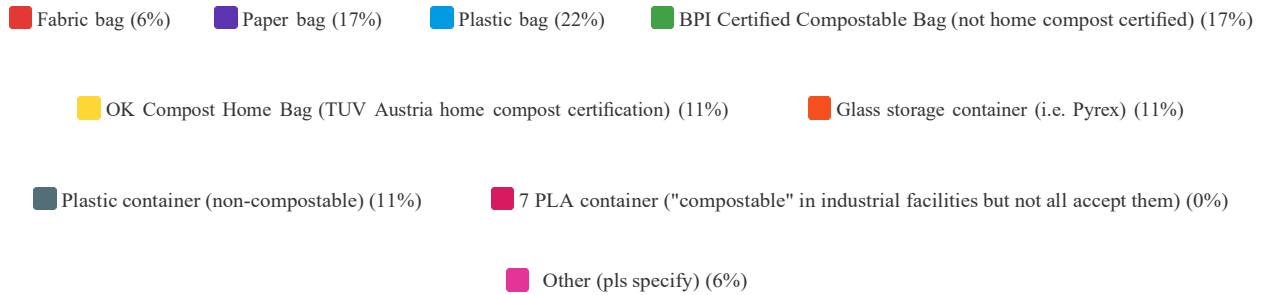 Fabric bag (6%) Paper bag (17%) Plastic bag (22%) BPI Certified Compostable Bag (not home compost certified) (17%)
OK Compost Home Bag (TUV Austria home compost certification) (11%) Glass storage container (i.e. Pyrex) (11%)
Plastic container (non-compostable) (11%) 7 PLA container ("compostable" in industrial facilities but not all accept them) (0%)
Other (pls specify) (6%)